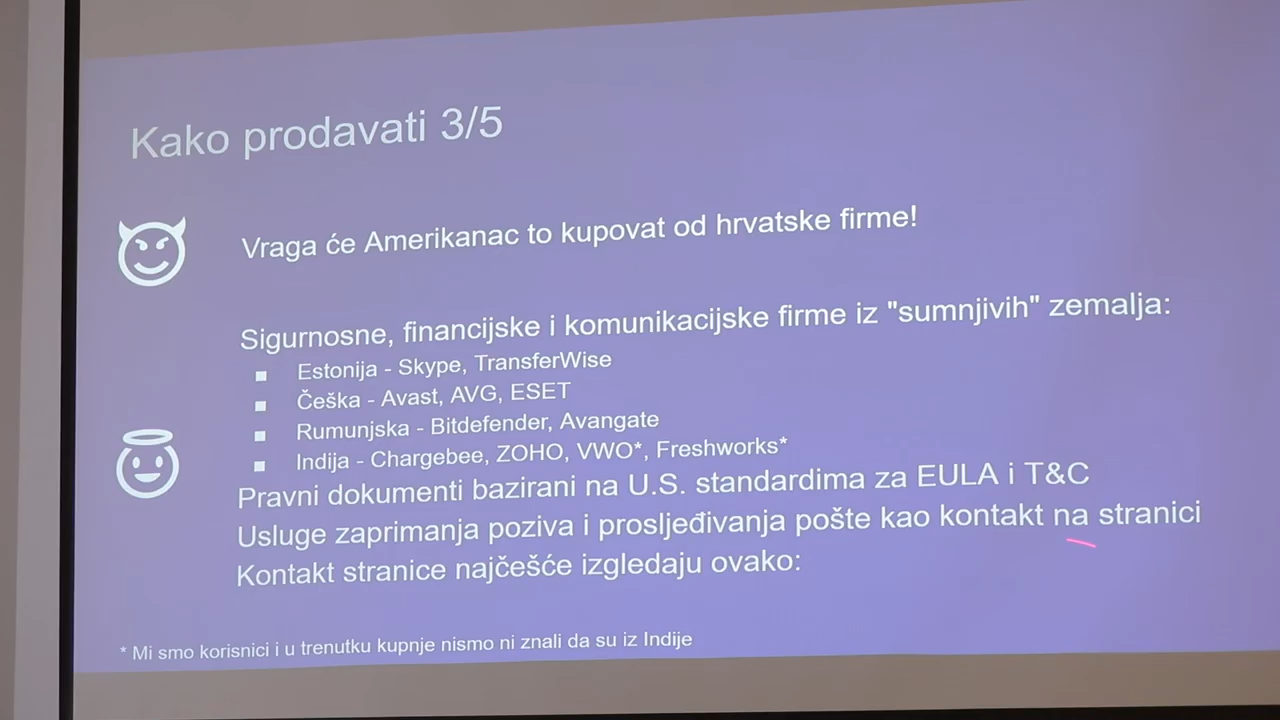 Kako prodavati 3/5
Vraga će Amerikanac to kupovat od hrvatske firme!
Sigurnosne, financijske i komunikacijske firme iz "sumnjivih" zemalja:
Estonija - Skype, TransferWise
Češka - Avast, AVG, ESET
Rumunjska - Bitdefender, Avangate
Indija - Chargebee, ZOHO, VWO*, Freshworks*
Pravni dokumenti bazirani na U.S. standardima za EULA i T&C
Usluge zaprimanja poziva i prosljeđivanja pošte kao kontakt na stranici
Kontakt stranice najčešće izgledaju ovako:
* Mi smo korisnici i u trenutku kupnje nismo ni znali da su iz Indije